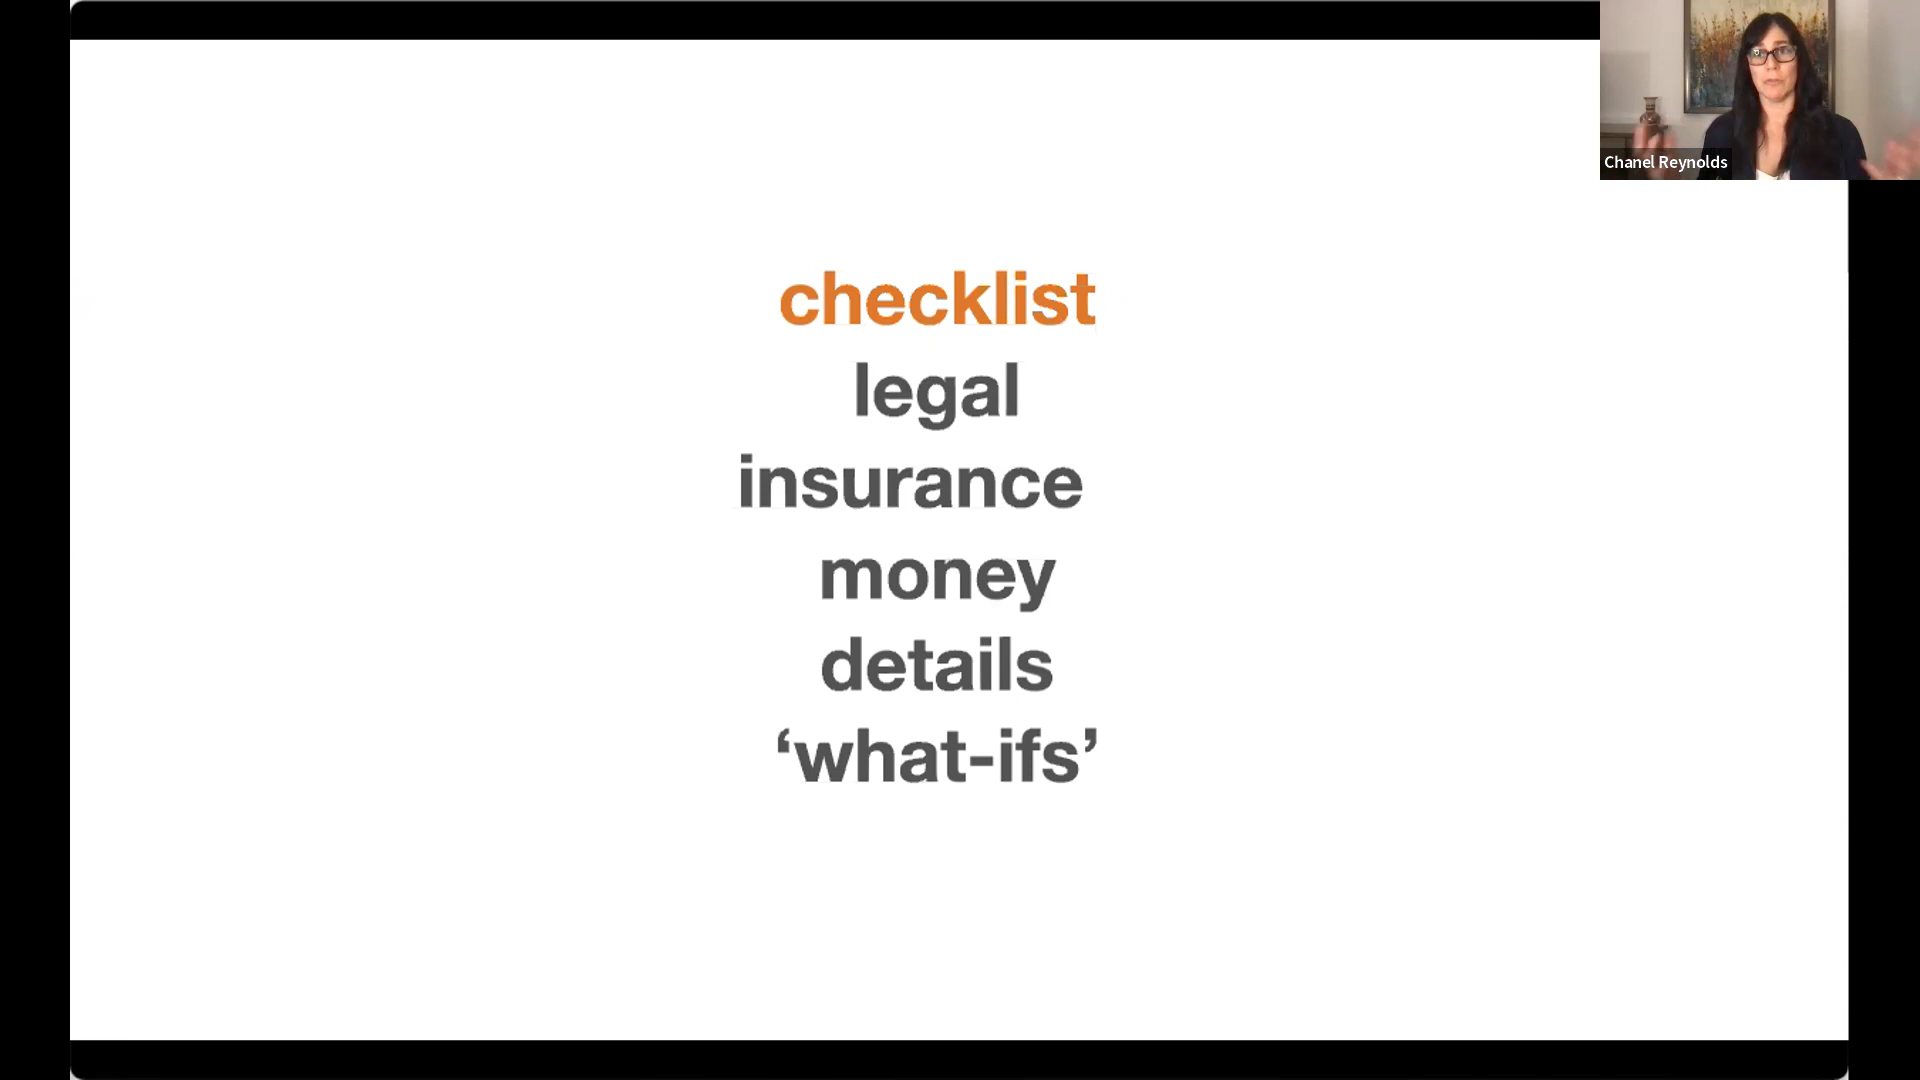 checklist
legal
insurance
money
details
‘what-ifs’
Chanel Reynolds